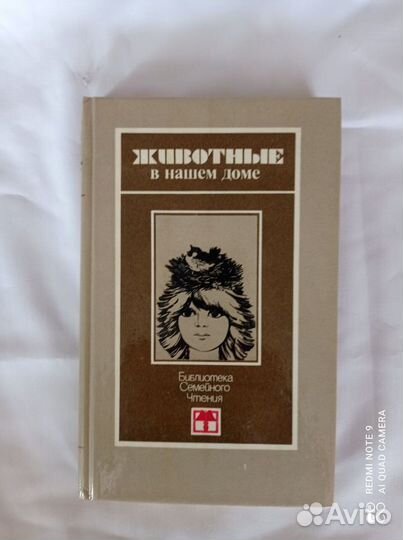 ЖИВОТНЫЕ
в нашем доме
Библиотека
Семейного
Чтения
REDMI NOTE 9
AI QUAD CAMERA
Avito